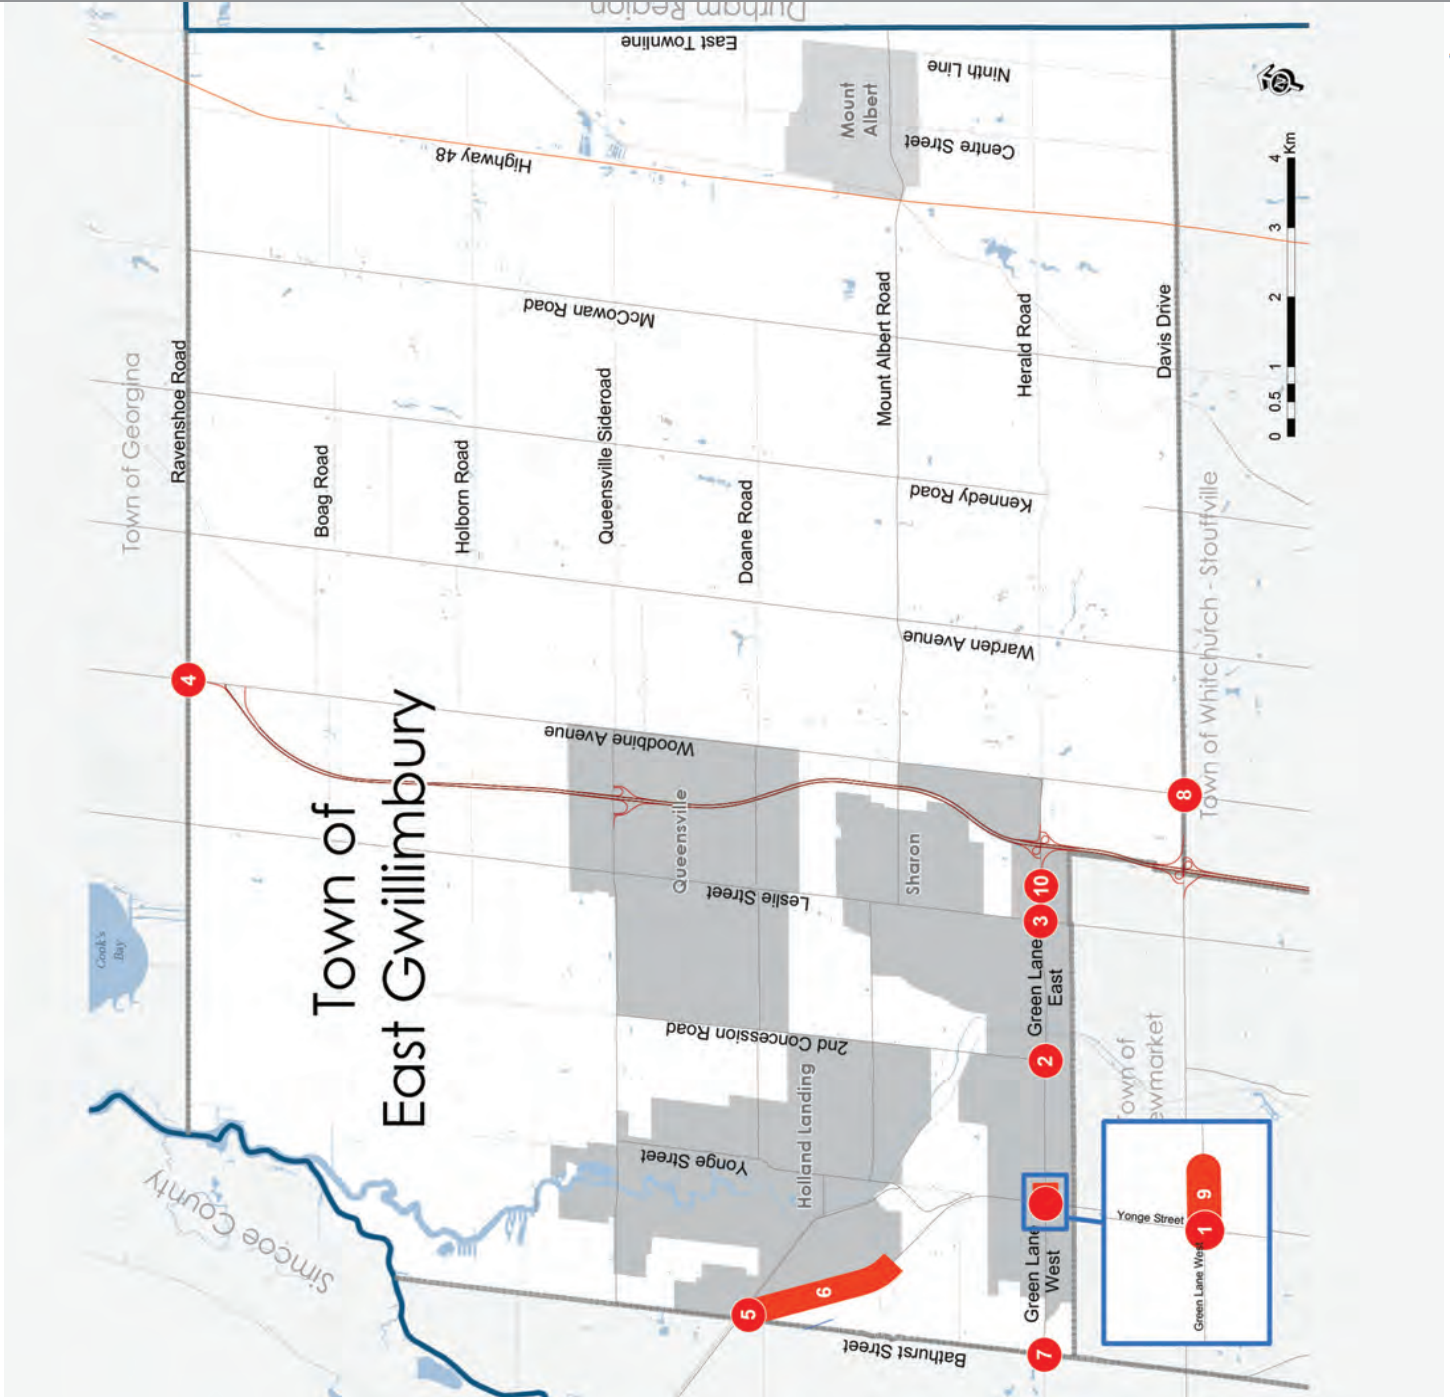 Durham Region
East Townline
Ninth Line
Mount
Albert
Centre Street
Highway 48
McCowan Road
Town of Georgina
Ravenshoe Road
Boag Road
Holborn Road
Queensville Sideroad
Doane Road
Mount Albert Road
Herald Road
Davis Drive
Kennedy Road
Warden Avenue
Town of Whitchurch - Stouffville
0 0.5 1 2 3 4
Km
4
Town of
East Gwillimbury
Woodbine Avenue
Queensville
Leslie Street
Sharon
8
10
3
Green Lane
East
Cook's
Bay
2nd Concession Road
2
Holland Landing
Yonge Street
Simcoe County
Town of
ewmarket
5
6
Green Lane
West
Bathurst Street
7
Yonge Street
9
1
Green Lane West